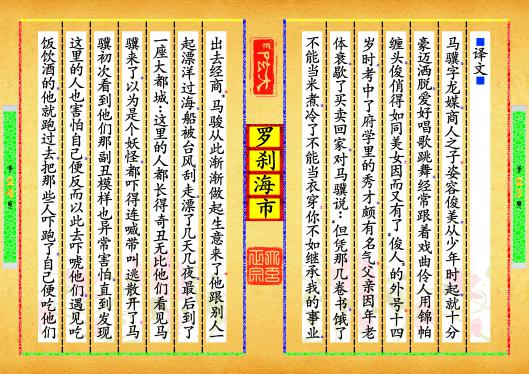 ■译文■
马骥字龙媒商人之子姿容俊美从少年时起就十分
豪迈洒脱爱好唱歌跳舞经常跟着戏曲伶人用锦帕
缠头俊俏得如同美女因而又有了“俊人”的外号十四
岁时考中了府学里的秀才颇有名气父亲因年老
体衰歇了买卖回家对马骥说：“但凭那几卷书饿了
不能当米煮冷了不能当衣穿你不如继承我的事业
罗刹海市
出去经商”马骏从此渐渐做起生意来了他跟别人一
起漂洋过海船被台风刮走漂了几天几夜最后到了
一座大都城：这里的人都长得奇丑无比他们看见马
骥来了以为是个妖怪都吓得连喊带叫逃散开了马
骥初次看到他们那副丑模样也异常害怕直到发现
这里的人也害怕自己便反而以此去吓唬他们遇见吃
饭饮酒的他就跑过去把那些人吓跑了自己便吃他们